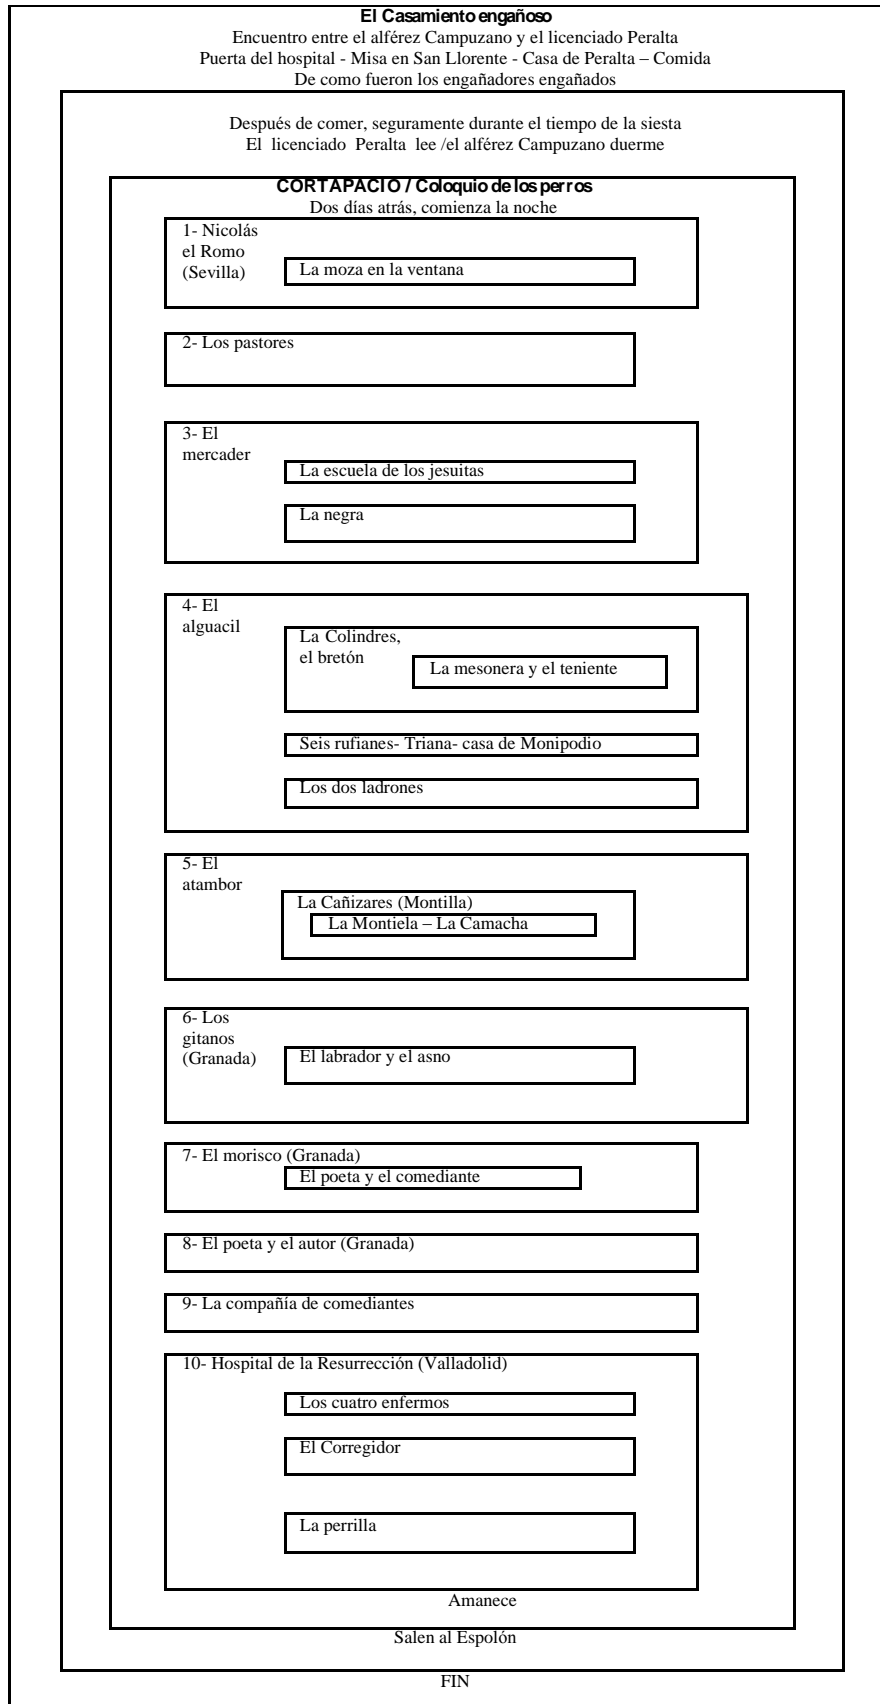 El Casamiento engañoso
Encuentro entre el alférez Campuzano y el licenciado Peralta
Puerta del hospital - Misa en San Llorente - Casa de Peralta – Comida
De como fueron los engañadores engañados
Después de comer, seguramente durante el tiempo de la siesta
El licenciado Peralta lee /el alférez Campuzano duerme
CORTAPACIO / Coloquio de los perros
Dos días atrás, comienza la noche
1- Nicolás
el Romo
(Sevilla)
La moza en la ventana
2- Los pastores
3- El
mercader
La escuela de los jesuitas
La negra
4- El
alguacil
La Colindres,
el bretón
La mesonera y el teniente
Seis rufianes- Triana- casa de Monipodio
Los dos ladrones
5- El
atambor
La Cañizares (Montilla)
La Montiela – La Camacha
6- Los
gitanos
(Granada)
El labrador y el asno
7- El morisco (Granada)
El poeta y el comediante
8- El poeta y el autor (Granada)
9- La compañía de comediantes
10- Hospital de la Resurrección (Valladolid)
Los cuatro enfermos
El Corregidor
La perrilla
Amanece
Salen al Espolón
FIN